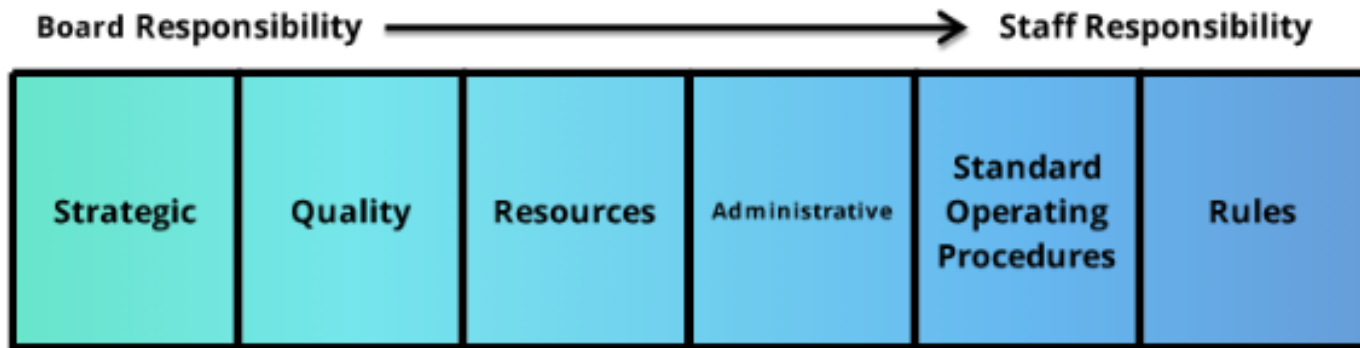 Board Responsibility
Staff Responsibility
Strategic
Quality
Resources
Administrative
Standard
Operating
Procedures
Rules